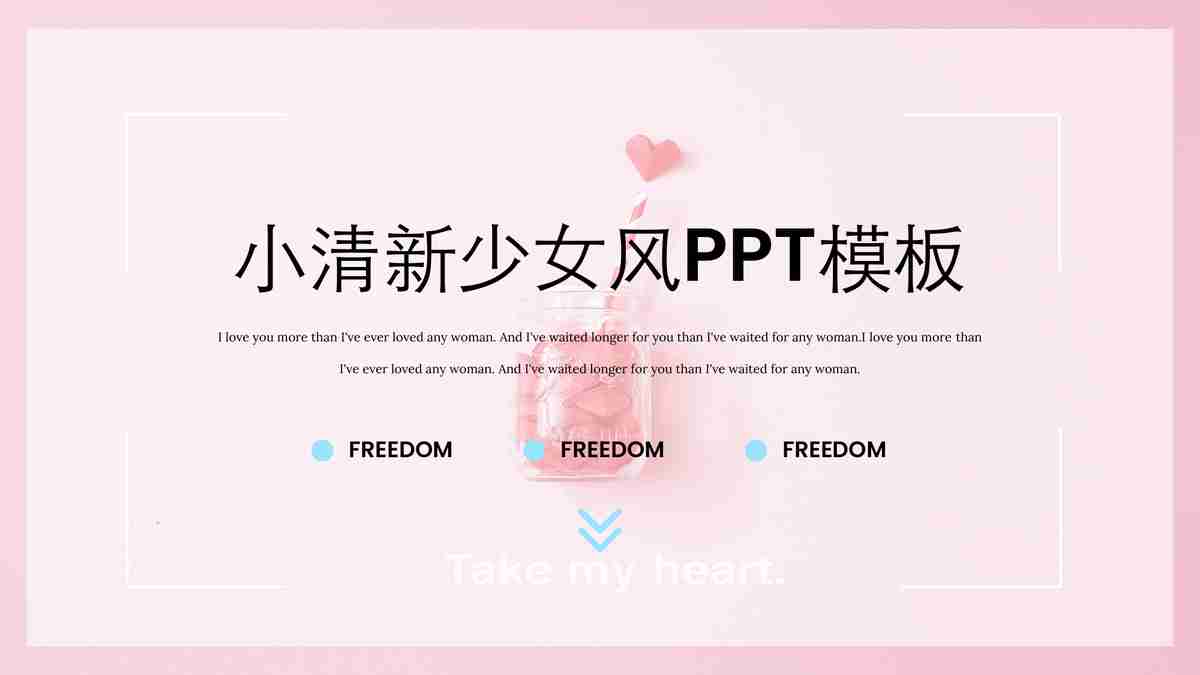 小清新少女风PPT模板
I love you more than I've ever loved any woman. And I've waited longer for you than I've waited for any woman.I love you more than
I've ever loved any woman. And I've waited longer for you than I've waited for any woman.
FREEDOM FREEDOM FREEDOM
Take my heart.